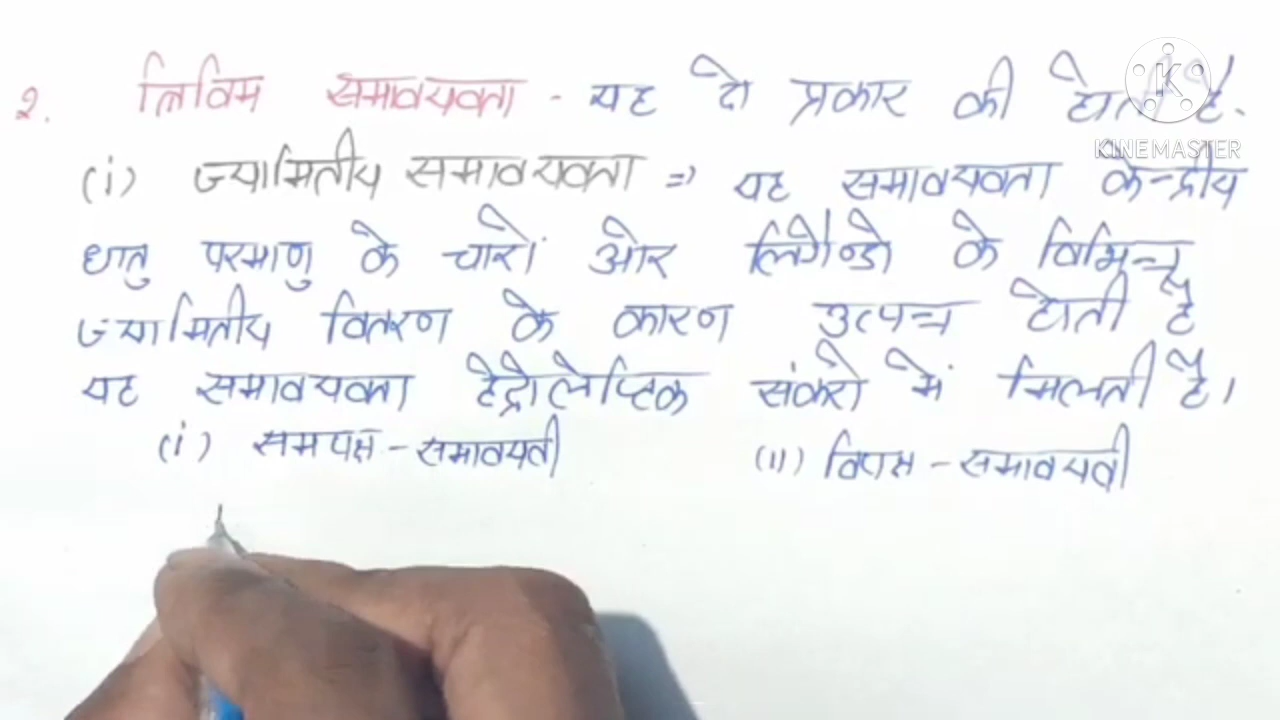 2. त्रिविम समावयवता - यह दो प्रकार की होती है.
KINEMASTER
(i) ज्यामितीय समावयवता ⇒ यह समावयवता केन्द्रीय
धातु परमाणु के चारों ओर लिगैन्डो के विभिन्न
ज्यामितीय वितरण के कारण उत्पन्न होती है
यह समावयवता हेट्रोलेप्टिक संकरो में मिलती है।
(i) समपक्ष - समावयवी (ii) विपक्ष - समावयवी